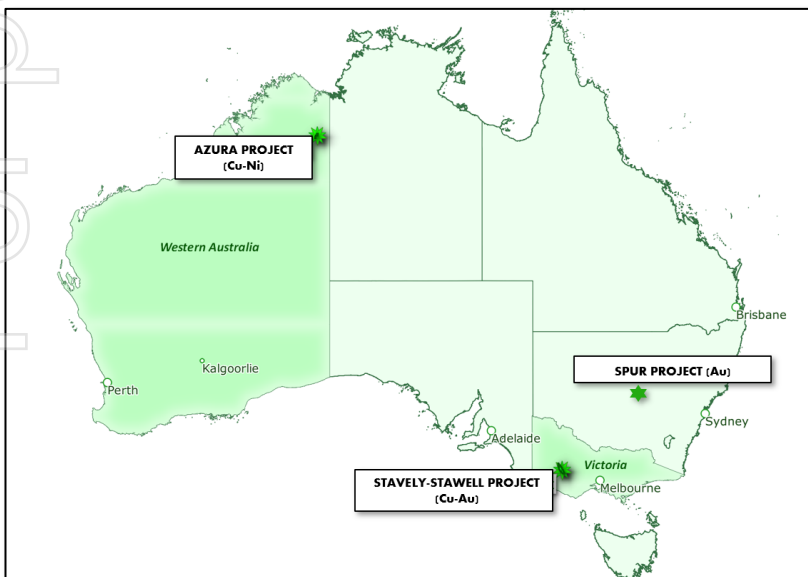 AZURA PROJECT
(Cu-Ni)
Western Australia
Brisbane
Kalgoorlie
SPUR PROJECT (Au)
Perth
Sydney
Adelaide
Victoria
STAVELY-STAWELL PROJECT
(Cu-Au)
Melbourne